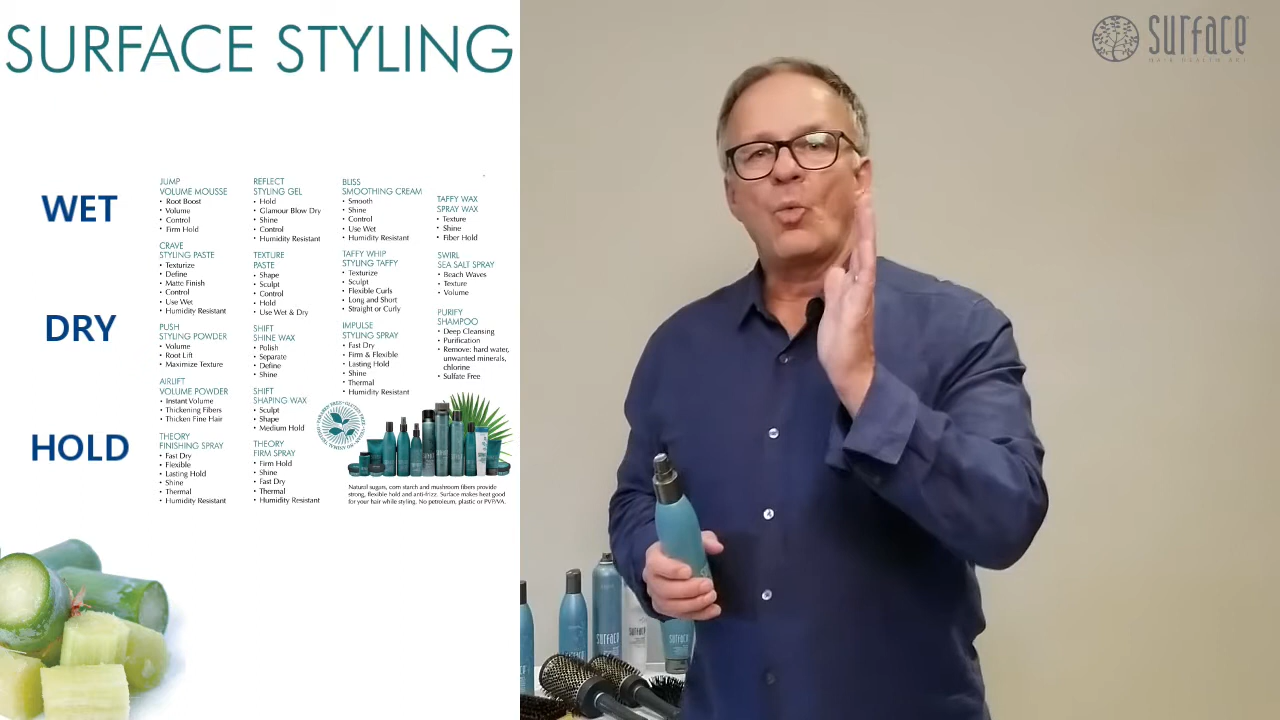 SURFACE STYLING
WET
DRY
HOLD
JUMP
VOLUME MOUSSE
• Root Boost
• Volume
• Control
• Firm Hold
CRAVE
STYLING PASTE
• Texturize
• Define
• Matte Finish
• Control
• Use Wet
• Humidity Resistant
PUSH
STYLING POWDER
• Volume
• Root Lift
• Maximize Texture
AIRLIFT
VOLUME POWDER
• Instant Volume
• Thickening Fibers
• Thicken Fine Hair
THEORY
FINISHING SPRAY
• Fast Dry
• Flexible
• Lasting Hold
• Shine
• Thermal
• Humidity Resistant
REFLECT
STYLING GEL
• Hold
• Glamour Blow Dry
• Shine
• Control
• Humidity Resistant
TEXTURE
PASTE
• Shape
• Sculpt
• Control
• Hold
• Use Wet & Dry
SHIFT
SHINE WAX
• Polish
• Separate
• Define
• Shine
SHIFT
SHAPING WAX
• Sculpt
• Shape
• Medium Hold
THEORY
FIRM SPRAY
• Firm Hold
• Shine
• Fast Dry
• Thermal
• Humidity Resistant
BLISS
SMOOTHING CREAM
• Smooth
• Shine
• Control
• Use Wet
• Humidity Resistant
TAFFY WHIP
STYLING TAFFY
• Texturize
• Sculpt
• Flexible Curls
• Long and Short
• Straight or Curly
IMPULSE
STYLING SPRAY
• Fast Dry
• Firm & Flexible
• Lasting Hold
• Shine
• Thermal
• Humidity Resistant
TAFFY WAX
SPRAY WAX
• Texture
• Shine
• Fiber Hold
SWIRL
SEA SALT SPRAY
• Beach Waves
• Texture
• Volume
PURIFY
SHAMPOO
• Deep Cleansing
• Purification
• Remove: hard water,
unwanted minerals,
chlorine
• Sulfate Free
Natural sugars, corn starch and mushroom fibers provide
strong, flexible hold and anti-frizz. Surface makes heat good
for your hair while styling. No petroleum, plastic or PVP/VA.
surface
HAIR HEALTH ART
surface
surface
surface